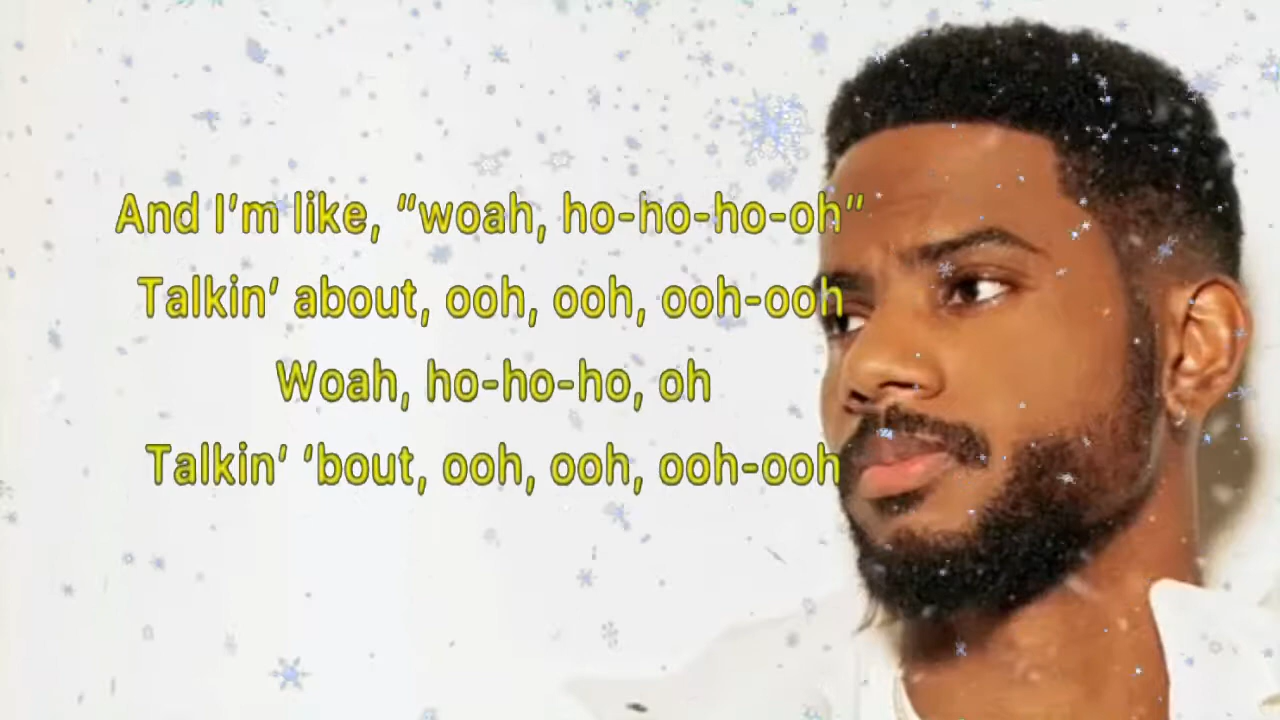 And I'm like, "woah, ho-ho-ho-oh"
Talkin' about, ooh, ooh, ooh-ooh
Woah, ho-ho-ho, oh
Talkin' 'bout, ooh, ooh, ooh-ooh